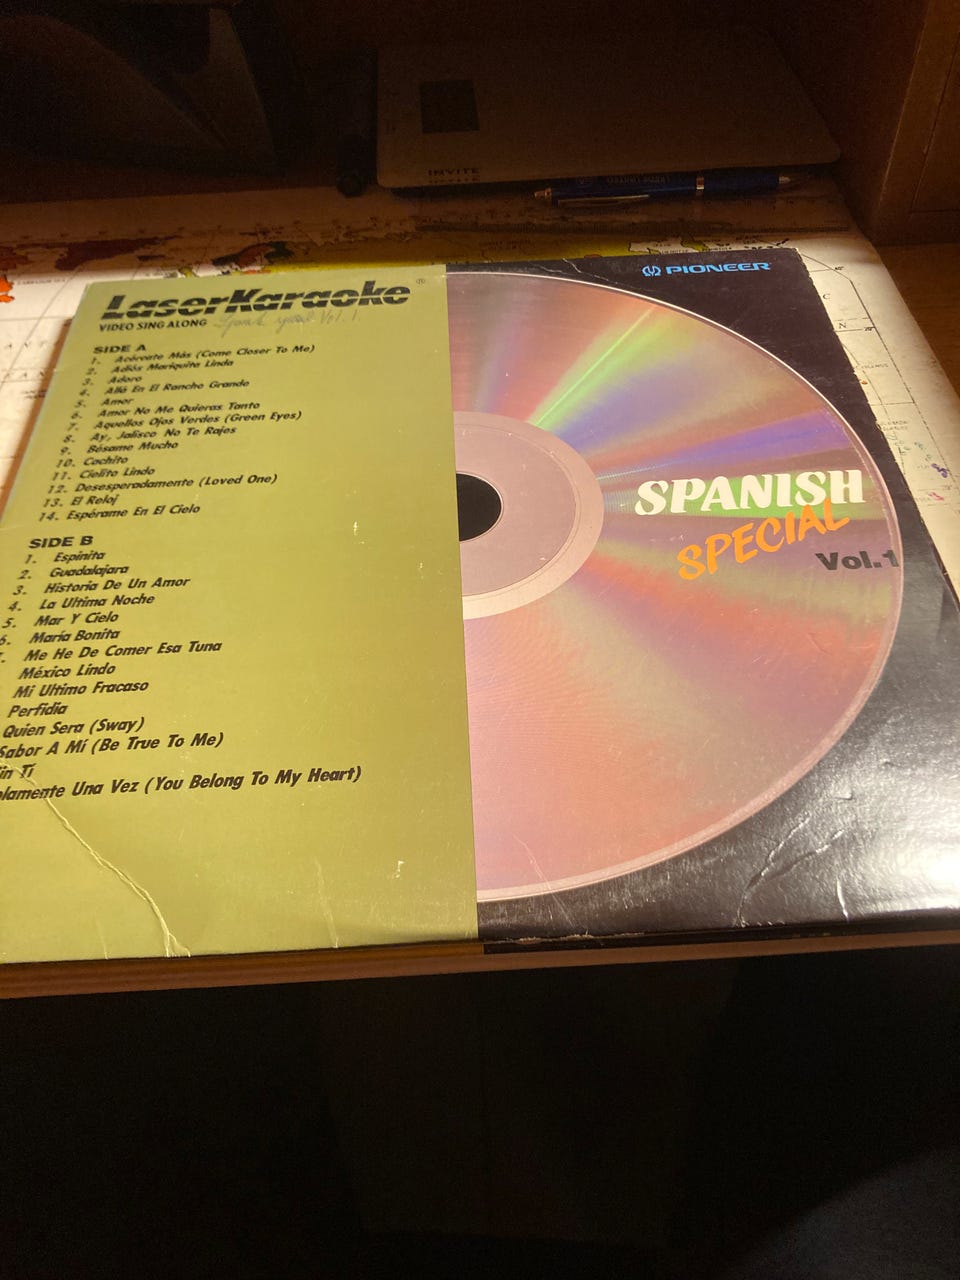 INVITE
PIONEER
LaserKaraoke®
VIDEO SING ALONG Spanish special Vol. 1.
SIDE A
1. Acércate Más (Come Closer To Me)
2. Adiós Mariquita Linda
3. Adoro
4. Allá En El Rancho Grande
5. Amor
6. Amor No Me Quieras Tanto
7. Aquellos Ojos Verdes (Green Eyes)
8. Ay, Jalisco No Te Rajes
9. Bésame Mucho
10. Cachito
11. Cielito Lindo
12. Desesperadamente (Loved One)
13. El Reloj
14. Espérame En El Cielo
SIDE B
1. Espinita
2. Guadalajara
3. Historia De Un Amor
4. La Ultima Noche
5. Mar Y Cielo
6. María Bonita
. Me He De Comer Esa Tuna
México Lindo
Mi Ultimo Fracaso
Perfidia
Quien Sera (Sway)
Sabor A Mí (Be True To Me)
in Tí
olamente Una Vez (You Belong To My Heart)
SPANISH
SPECIAL
Vol.1